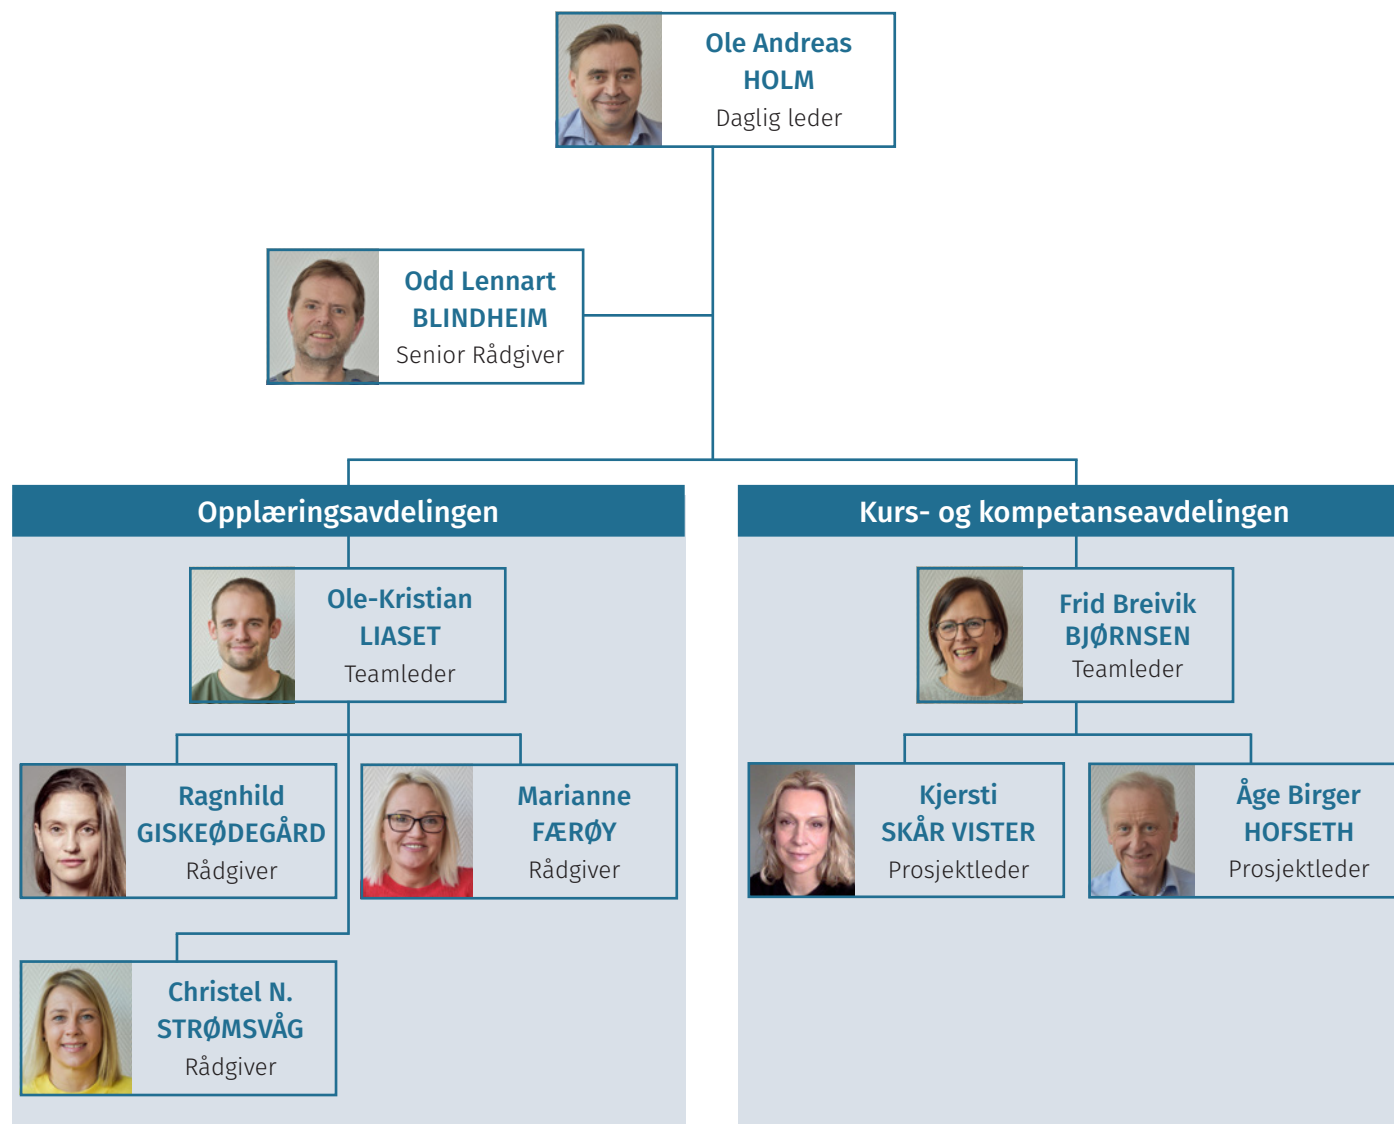 Ole Andreas
HOLM
Daglig leder
Odd Lennart
BLINDHEIM
Senior Rådgiver
Opplæringsavdelingen
Ole-Kristian
LIASET
Teamleder
Ragnhild
GISKEØDEGÅRD
Rådgiver
Marianne
FÆRØY
Rådgiver
Christel N.
STRØMSVÅG
Rådgiver
Kurs- og kompetanseavdelingen
Frid Breivik
BJØRNSEN
Teamleder
Kjersti
SKÅR VISTER
Prosjektleder
Åge Birger
HOFSETH
Prosjektleder